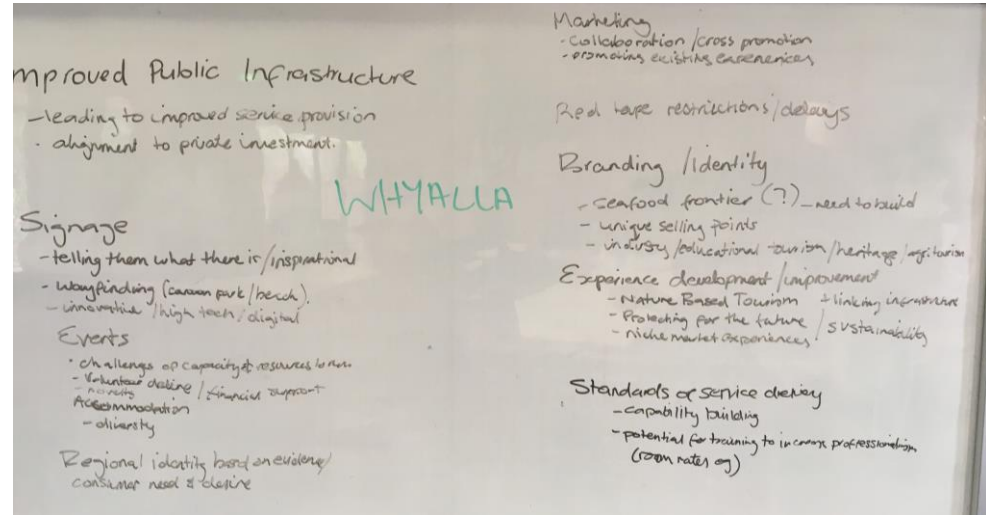 mproved Public Infrastructure
-leading to improved service provision
· alignment to private investment.
WHYALLA
Signage
-telling them what there is/inspirational
- wayfinding (caravan park/beach).
- innovative/high tech/digital
Events
· challenges of capacity & resources to
- Volunteer decline / financial support
Accommodation
- diversity
Regional identity based on evidence/
consumer need & desire
Marketing
- collaboration/cross promotion
- promoting existing experiences
Red tape restrictions/delays
Branding/Identity
- seafood frontier (?) - need to build
- unique selling points
- industry/educational tourism/heritage/agritourism
Experience development/improvement
- Nature Based Tourism + linking infrastructure
- Protecting for the future / sustainability
- niche market experiences
Standards of service delivery
- capability building
- potential for training to increase professionalism
(room rates eg)